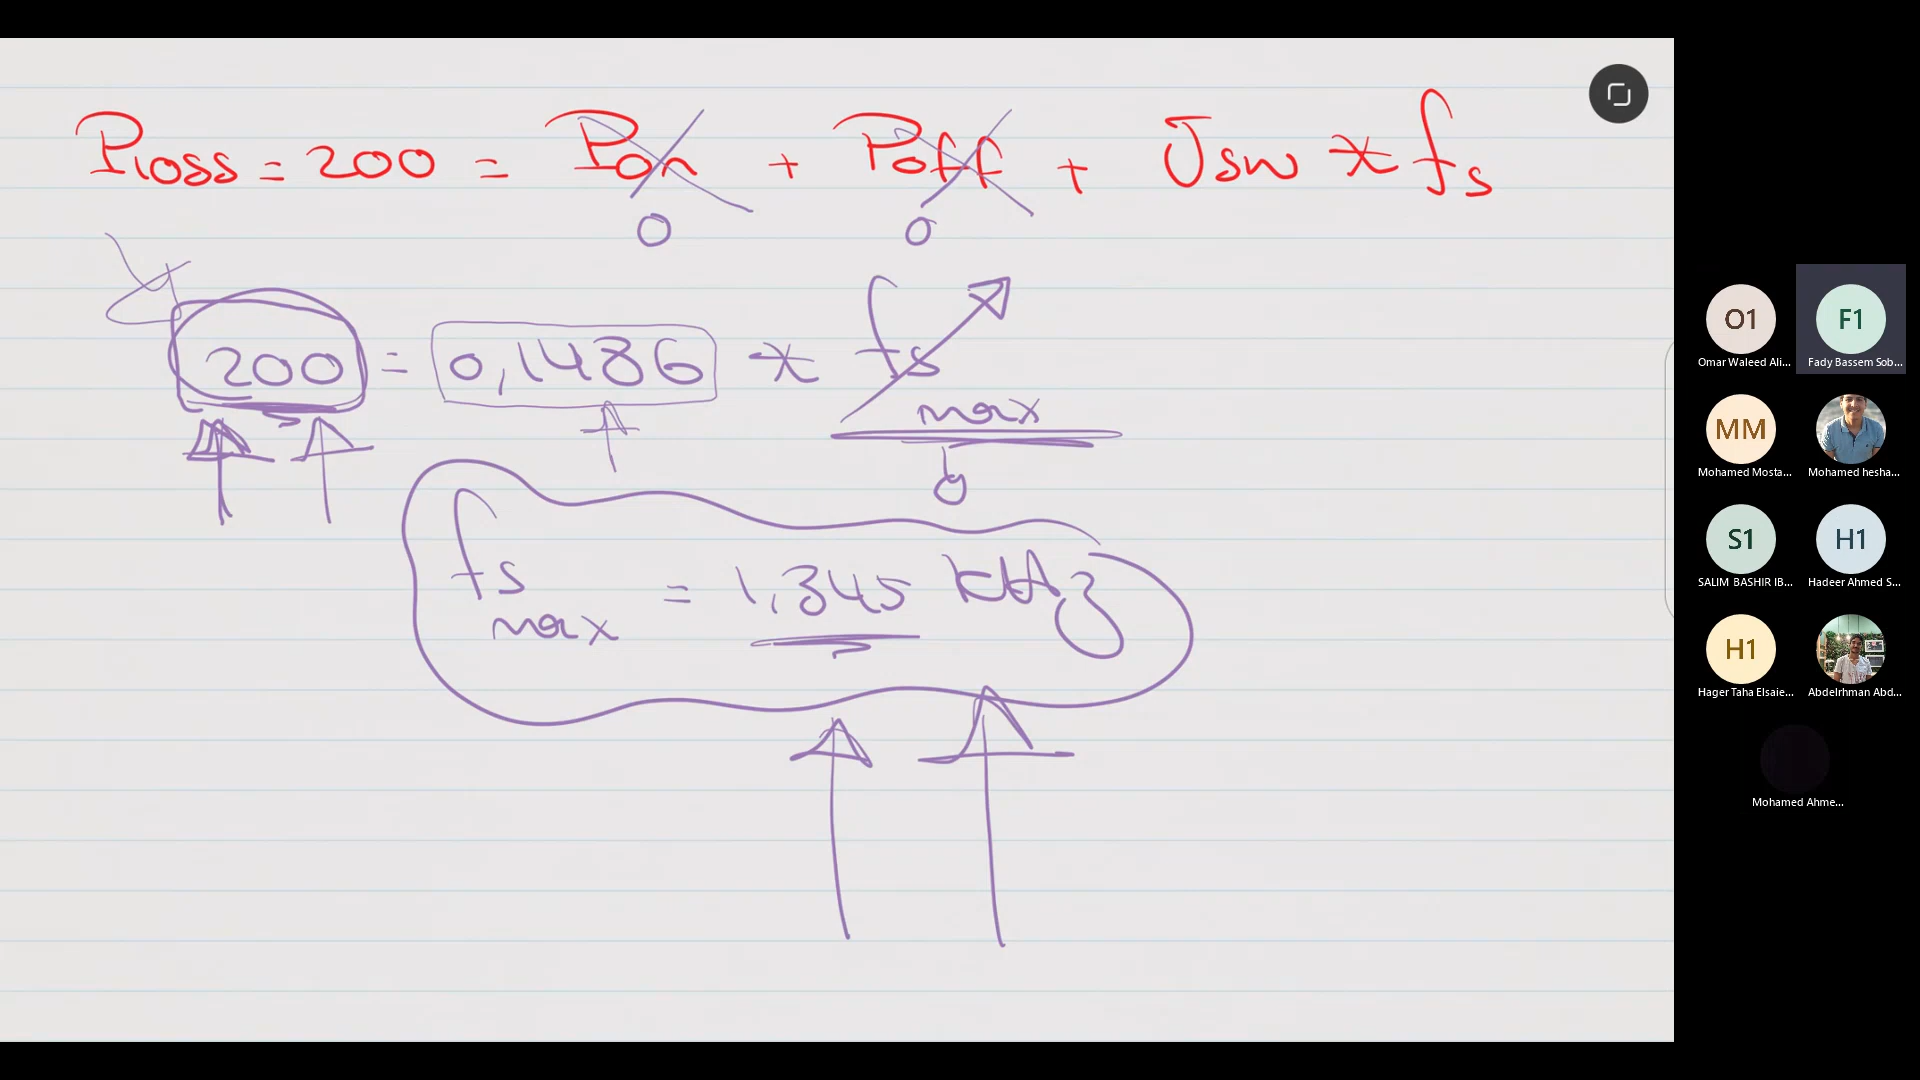 Ploss = 200 = Pon + Poff + Jsw * fs
0 0
200 = 0,1486 * fs
max
fs = 1,345 kHz
max
O1 F1
Omar Waleed Ali... Fady Bassem Sob...
MM
Mohamed Mosta... Mohamed hesha...
S1 H1
SALIM BASHIR IB... Hadeer Ahmed S...
H1
Hager Taha Elsaie... Abdelrhman Abd...
Mohamed Ahme...